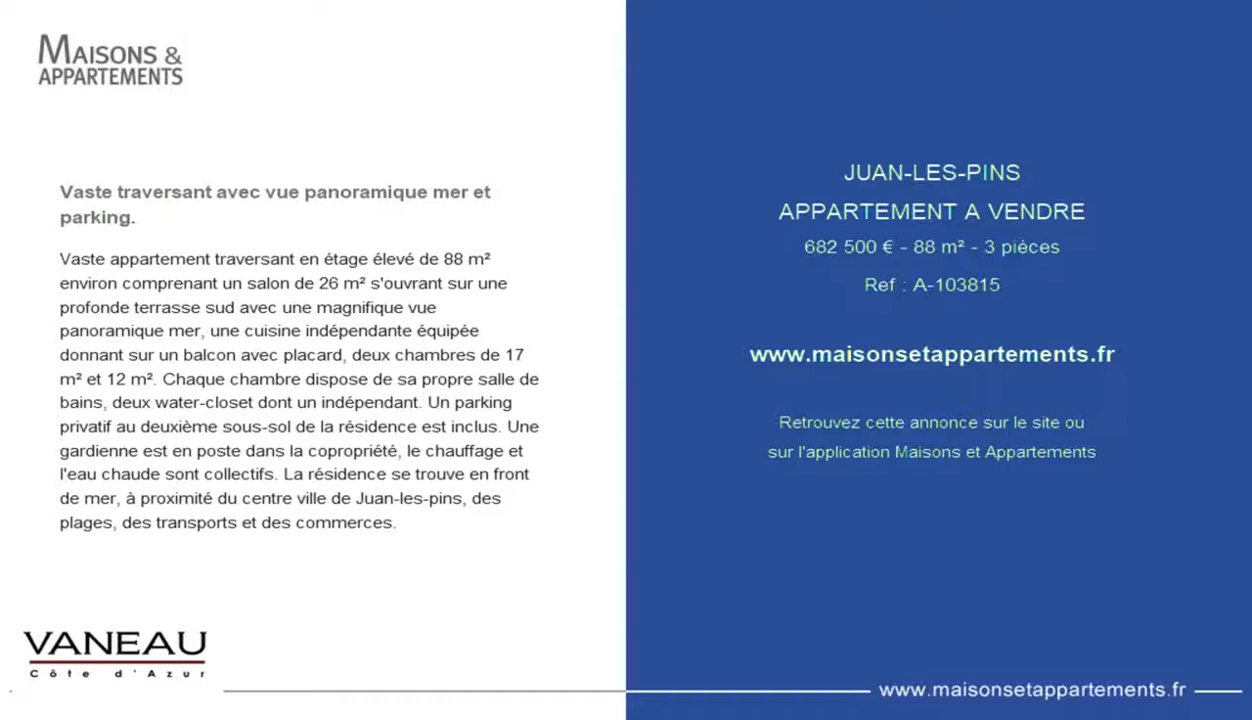 MAISONS &
APPARTEMENTS
Vaste traversant avec vue panoramique mer et
parking.
Vaste appartement traversant en étage élevé de 88 m²
environ comprenant un salon de 26 m² s'ouvrant sur une
profonde terrasse sud avec une magnifique vue
panoramique mer, une cuisine indépendante équipée
donnant sur un balcon avec placard, deux chambres de 17
m² et 12 m². Chaque chambre dispose de sa propre salle de
bains, deux water-closet dont un indépendant. Un parking
privatif au deuxième sous-sol de la résidence est inclus. Une
gardienne est en poste dans la copropriété, le chauffage et
l'eau chaude sont collectifs. La résidence se trouve en front
de mer, à proximité du centre ville de Juan-les-pins, des
plages, des transports et des commerces.
VANEAU
Côte d'Azur
JUAN-LES-PINS
APPARTEMENT A VENDRE
682 500 € - 88 m² - 3 pièces
Ref : A-103815
www.maisonsetappartements.fr
Retrouvez cette annonce sur le site ou
sur l'application Maisons et Appartements
www.maisonsetappartements.fr